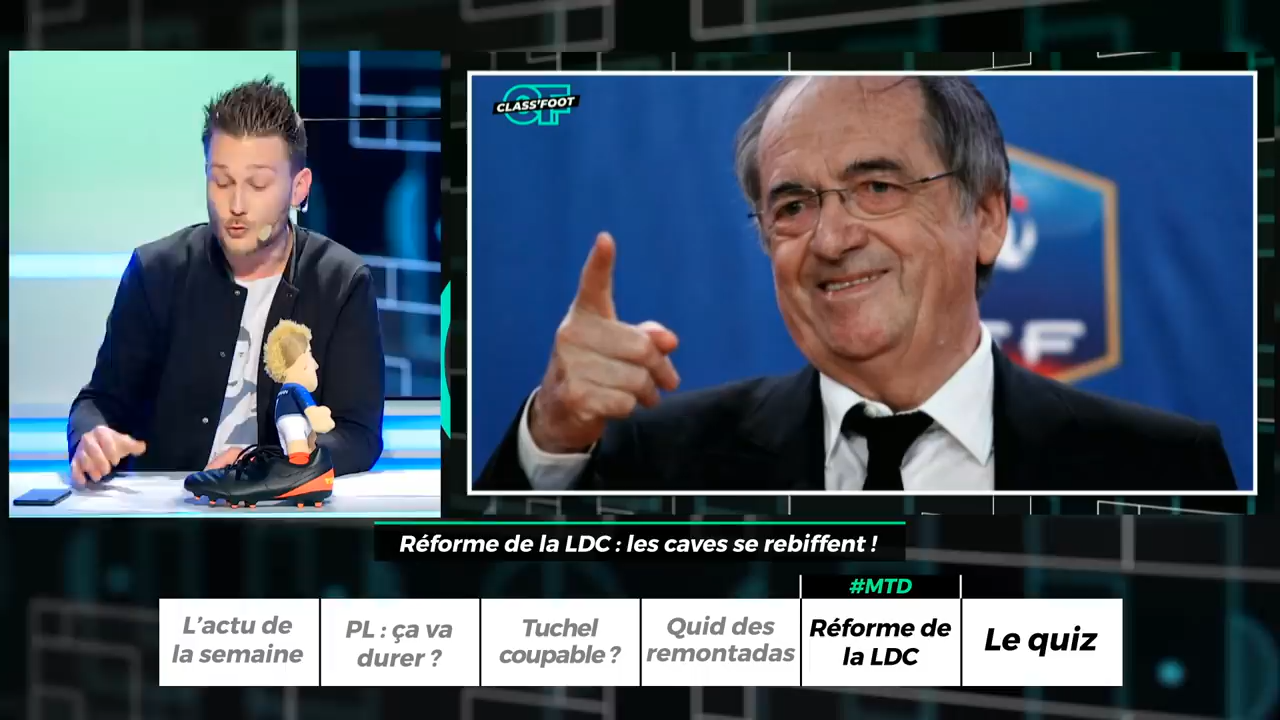 CLASS'FOOT
CF
Réforme de la LDC : les caves se rebiffent !
#MTD
L'actu de
la semaine
PL : ça va
durer ?
Tuchel
coupable ?
Quid des
remontadas
Réforme de
la LDC
Le quiz